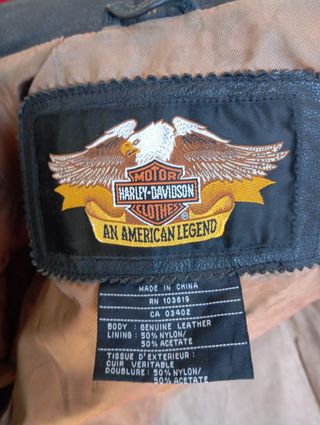 MOTOR
HARLEY-DAVIDSON
CLOTHES
®
AN AMERICAN LEGEND
MADE IN CHINA
RN 103819
CA 03402
BODY : GENUINE LEATHER
LINING : 50% NYLON/
50% ACETATE
TISSUE D'EXTERIEUR :
CUIR VERITABLE
DOUBLURE : 50% NYLON/
50% ACETATE